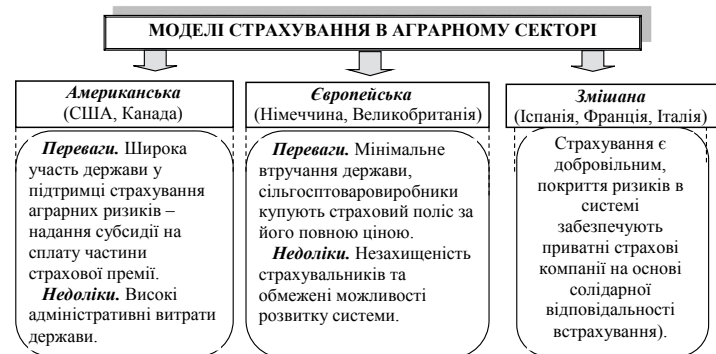 МОДЕЛІ СТРАХУВАННЯ В АГРАРНОМУ СЕКТОРІ
Американська
(США, Канада)
Переваги. Широка
участь держави у
підтримці страхування
аграрних ризиків –
надання субсидії на
сплату частини
страхової премії.
Недоліки. Високі
адміністративні витрати
держави.
Європейська
(Німеччина, Великобританія)
Переваги. Мінімальне
втручання держави,
сільгосптоваровиробники
купують страховий поліс за
його повною ціною.
Недоліки. Незахищеність
страхувальників та
обмежені можливості
розвитку системи.
Змішана
(Іспанія, Франція, Італія)
Страхування є
добровільним,
покриття ризиків в
системі
забезпечують
приватні страхові
компанії на основі
солідарної
відповідальності
встрахування).